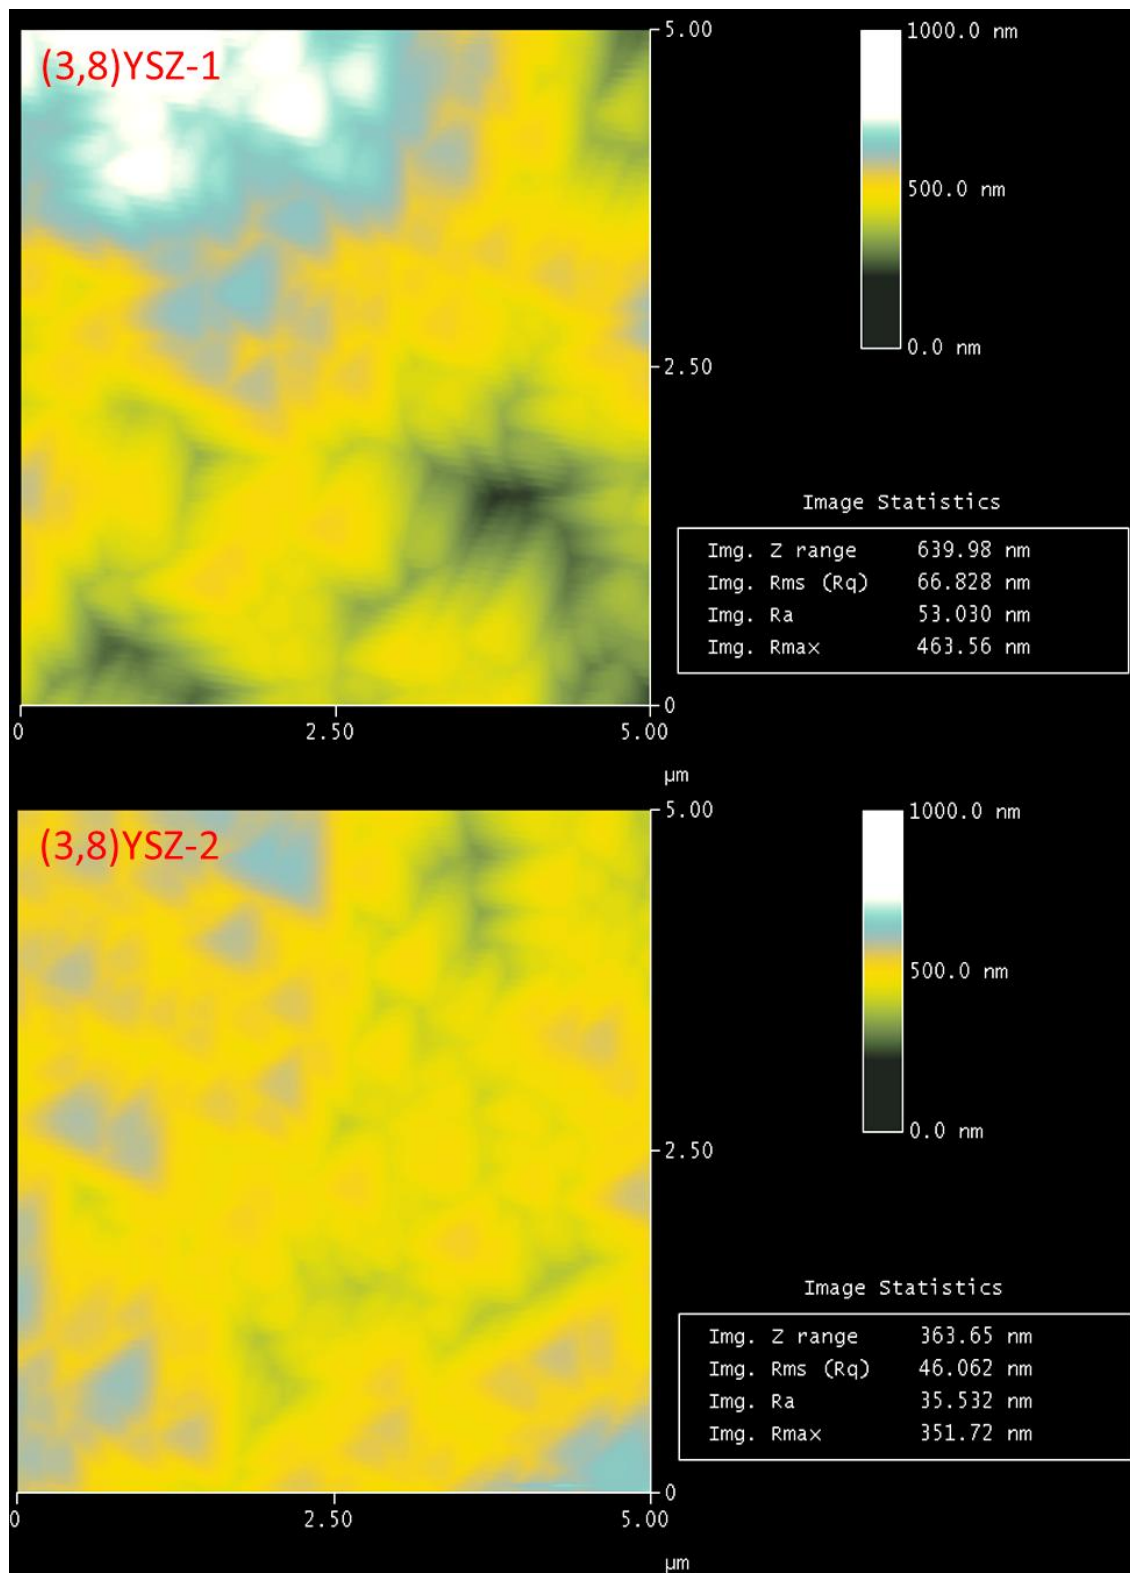 (3,8)YSZ-1
5.00
2.50
0
0 2.50 5.00
µm
1000.0 nm
500.0 nm
0.0 nm
Image Statistics
Img. Z range 639.98 nm
Img. Rms (Rq) 66.828 nm
Img. Ra 53.030 nm
Img. Rmax 463.56 nm
(3,8)YSZ-2
5.00
2.50
0
0 2.50 5.00
µm
1000.0 nm
500.0 nm
0.0 nm
Image Statistics
Img. Z range 363.65 nm
Img. Rms (Rq) 46.062 nm
Img. Ra 35.532 nm
Img. Rmax 351.72 nm